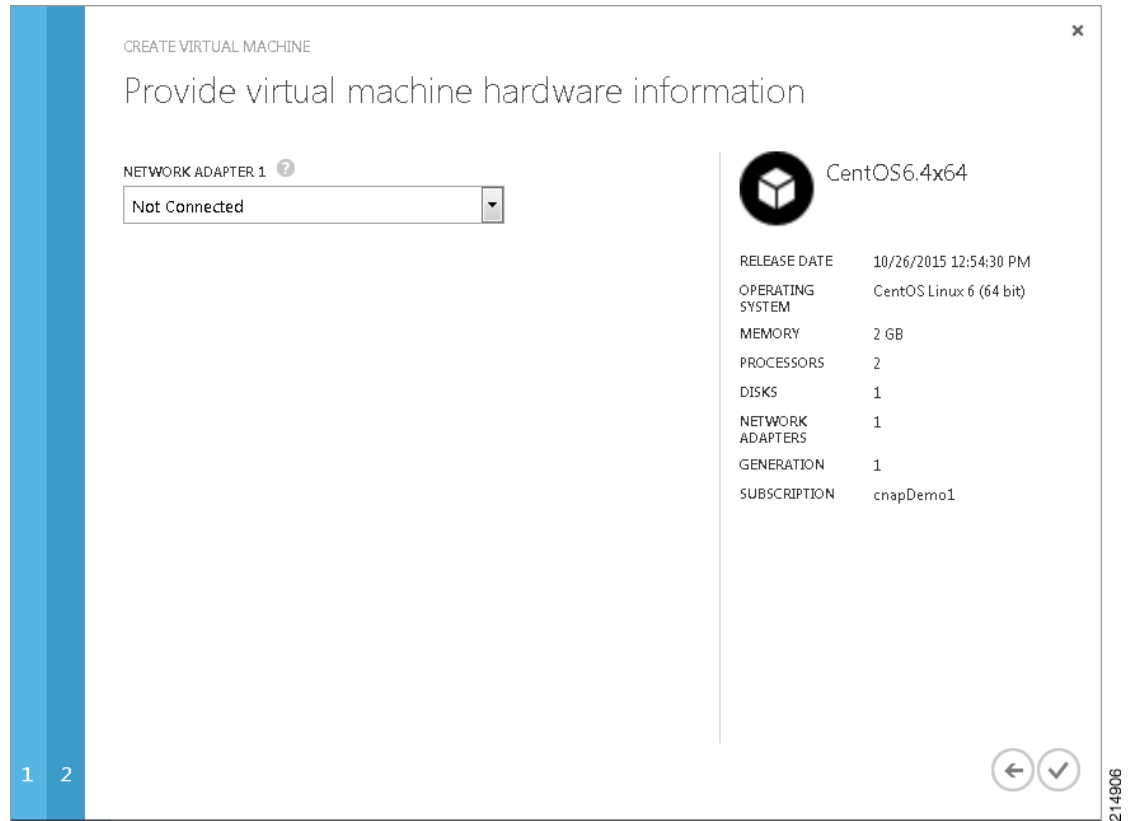 CREATE VIRTUAL MACHINE
Provide virtual machine hardware information
NETWORK ADAPTER 1 ?
Not Connected
CentOS6.4x64
RELEASE DATE 10/26/2015 12:54:30 PM
OPERATING
SYSTEM CentOS Linux 6 (64 bit)
MEMORY 2 GB
PROCESSORS 2
DISKS 1
NETWORK
ADAPTERS 1
GENERATION 1
SUBSCRIPTION cnapDemo1
1 2
214906